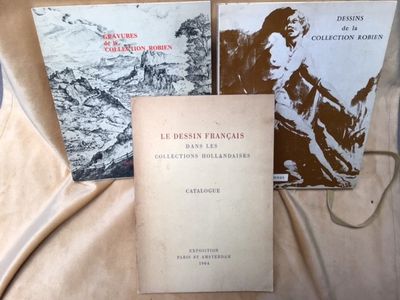 GRAVURES
de la
COLLECTION ROBIEN
DESSINS
de la
COLLECTION ROBIEN
LE DESSIN FRANÇAIS
DANS LES
COLLECTIONS HOLLANDAISES
CATALOGUE
EXPOSITION
PARIS ET AMSTERDAM
1964